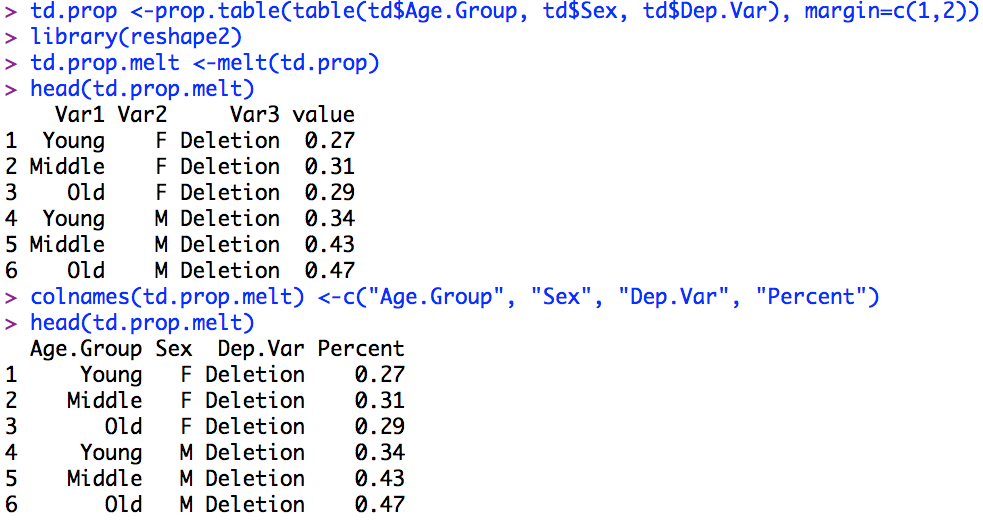 > td.prop <-prop.table(table(td$Age.Group, td$Sex, td$Dep.Var), margin=c(1,2))
> library(reshape2)
> td.prop.melt <-melt(td.prop)
> head(td.prop.melt)
    Var1 Var2     Var3 value
1  Young    F Deletion  0.27
2 Middle    F Deletion  0.31
3    Old    F Deletion  0.29
4  Young    M Deletion  0.34
5 Middle    M Deletion  0.43
6    Old    M Deletion  0.47
> colnames(td.prop.melt) <-c("Age.Group", "Sex", "Dep.Var", "Percent")
> head(td.prop.melt)
  Age.Group Sex  Dep.Var Percent
1     Young   F Deletion    0.27
2    Middle   F Deletion    0.31
3       Old   F Deletion    0.29
4     Young   M Deletion    0.34
5    Middle   M Deletion    0.43
6       Old   M Deletion    0.47